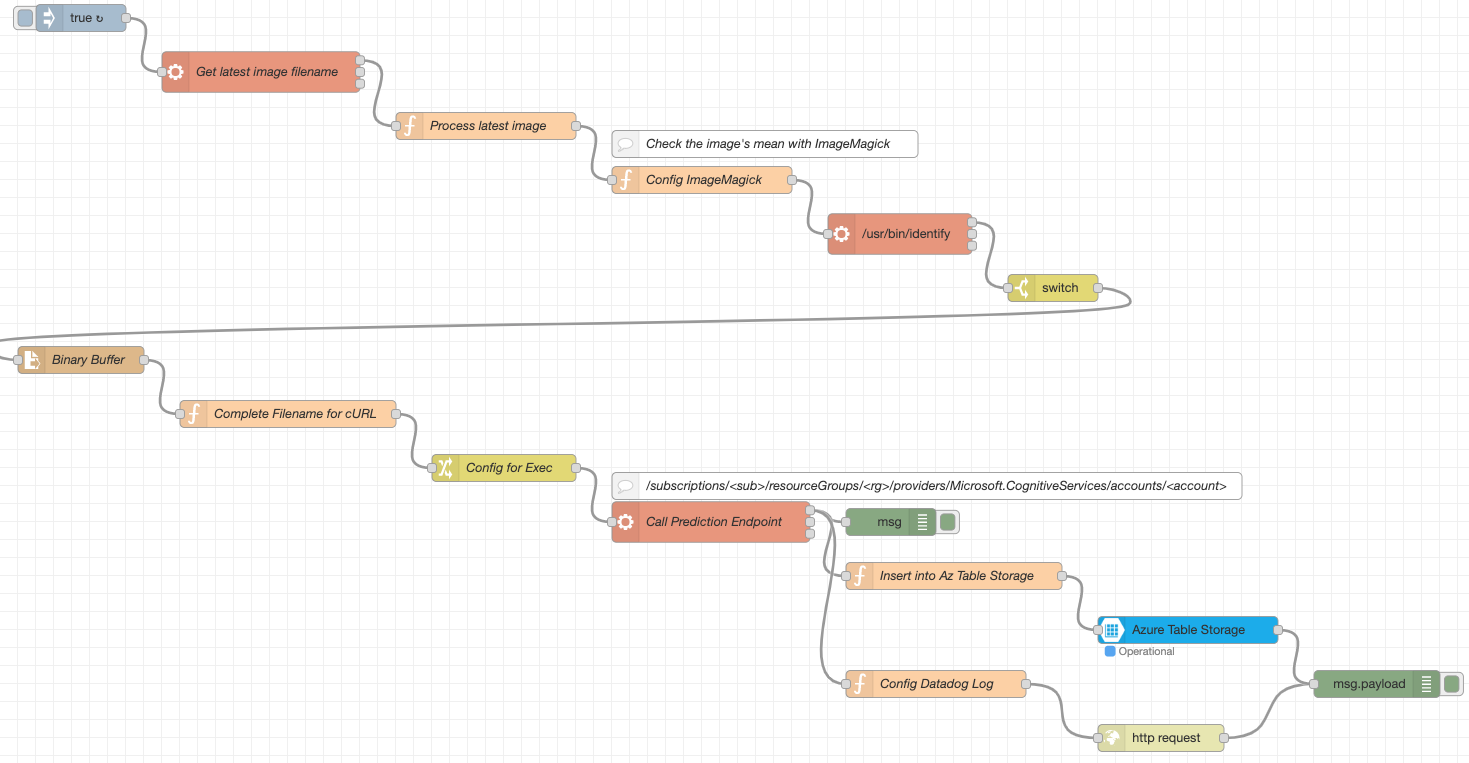 true ↻
Get latest image filename
Process latest image
Check the image's mean with ImageMagick
Config ImageMagick
/usr/bin/identify
switch
Binary Buffer
Complete Filename for cURL
Config for Exec
/subscriptions/<sub>/resourceGroups/<rg>/providers/Microsoft.CognitiveServices/accounts/<account>
Call Prediction Endpoint
msg
Insert into Az Table Storage
Azure Table Storage
Operational
Config Datadog Log
msg.payload
http request